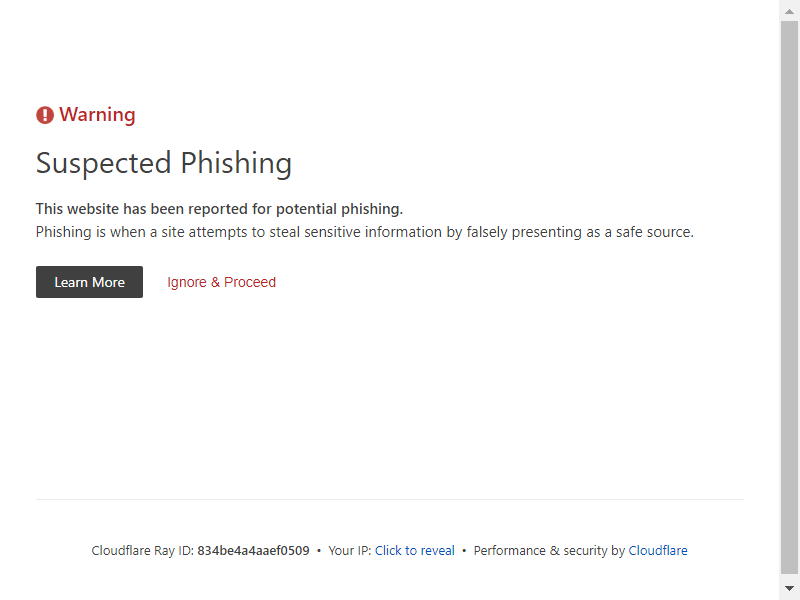 Warning
Suspected Phishing
This website has been reported for potential phishing.
Phishing is when a site attempts to steal sensitive information by falsely presenting as a safe source.
Learn More Ignore & Proceed
Cloudflare Ray ID: 834be4a4aaef0509 • Your IP: Click to reveal • Performance & security by Cloudflare